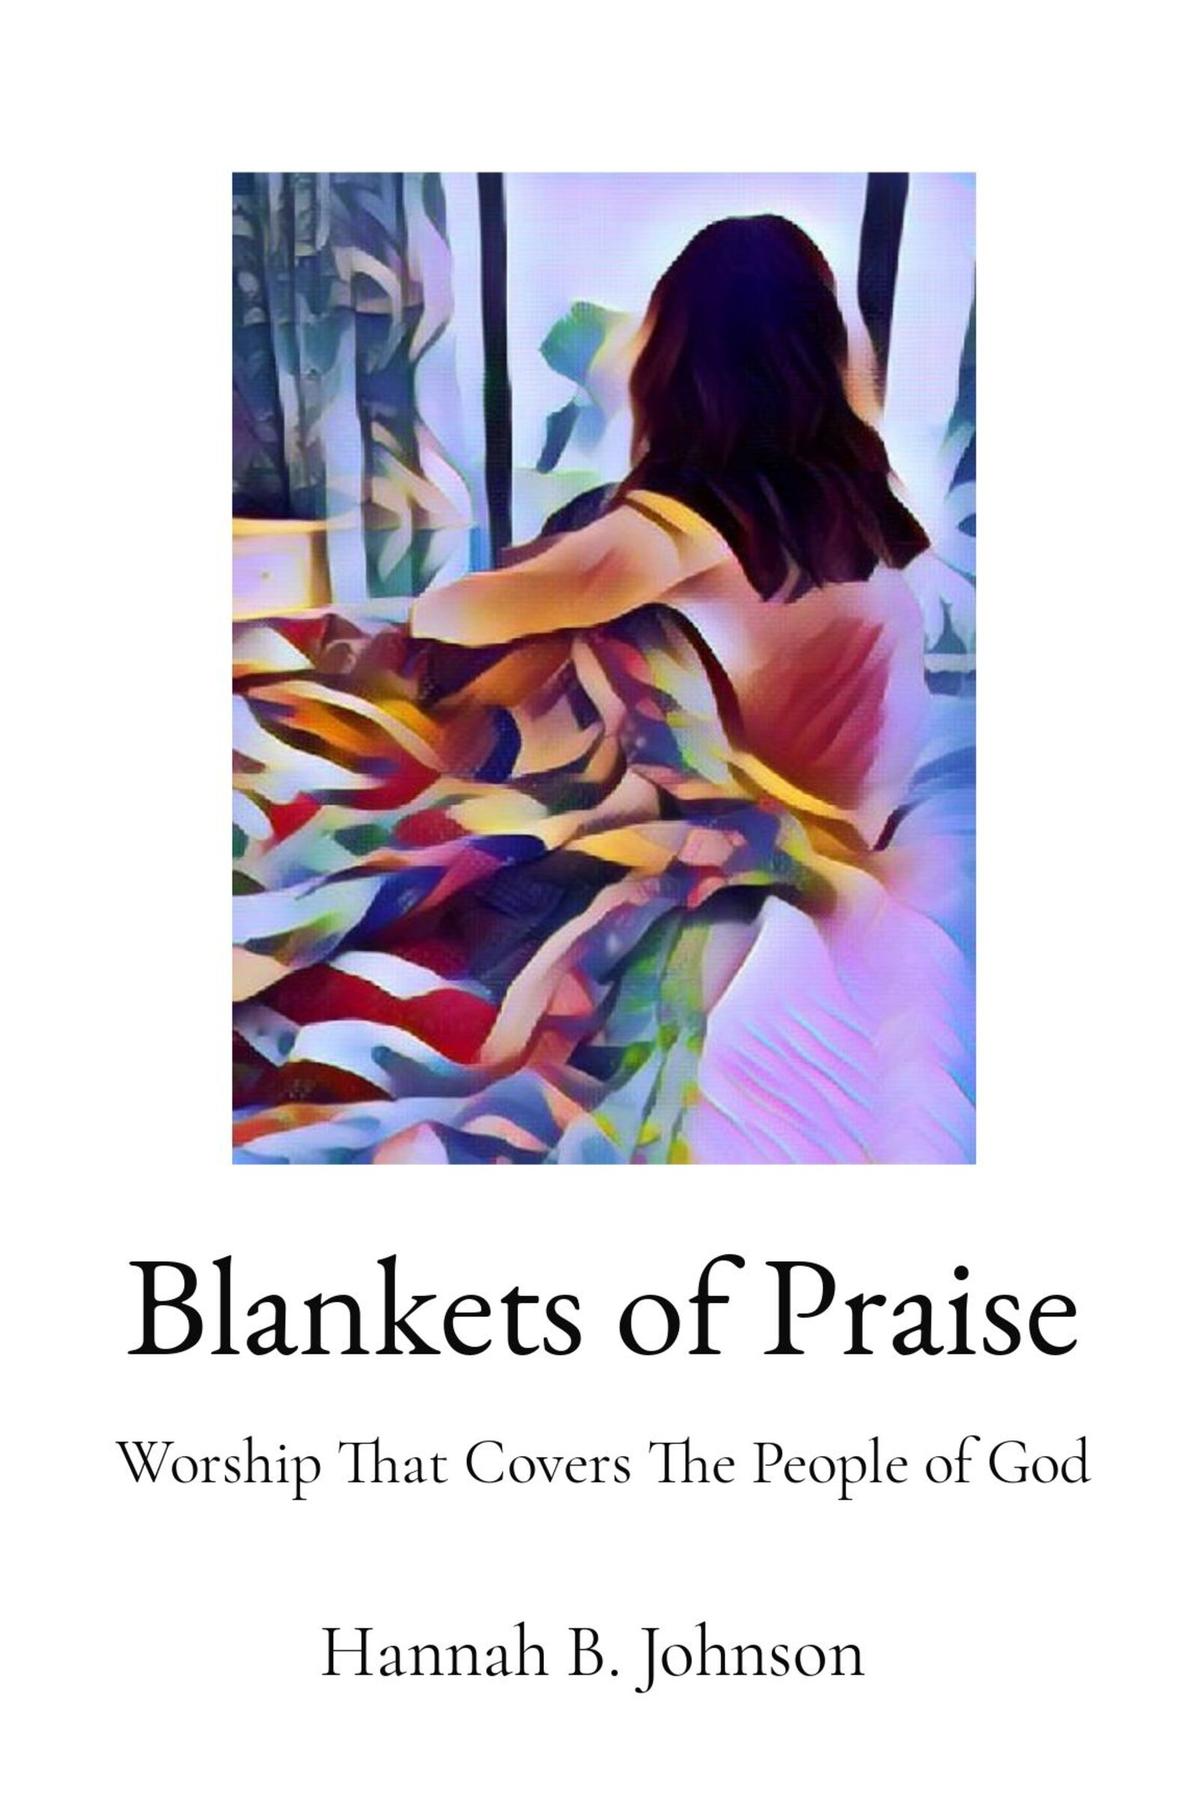 Blankets of Praise
Worship That Covers The People of God
Hannah B. Johnson